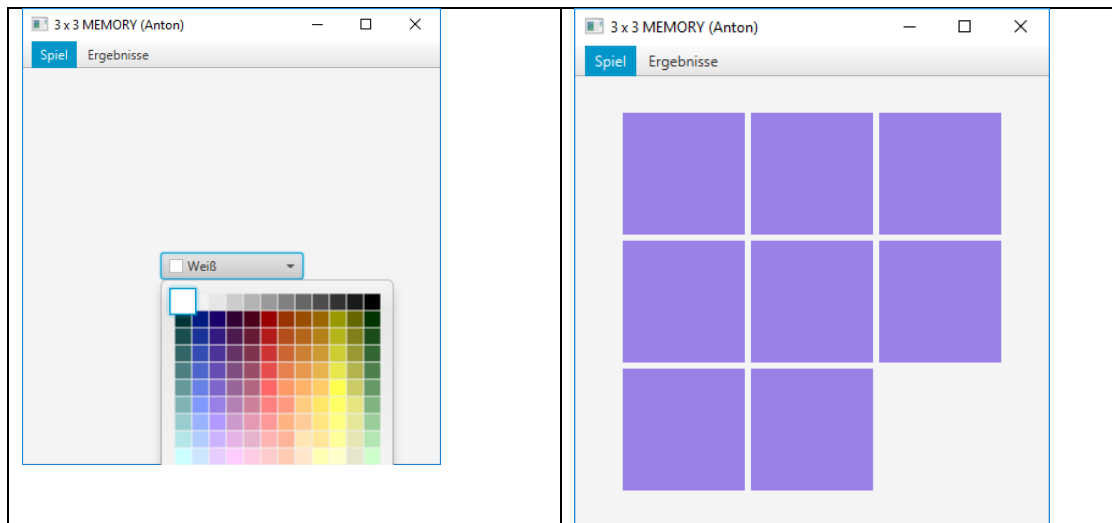 3 x 3 MEMORY (Anton)
Spiel Ergebnisse
Weiß
3 x 3 MEMORY (Anton)
Spiel Ergebnisse